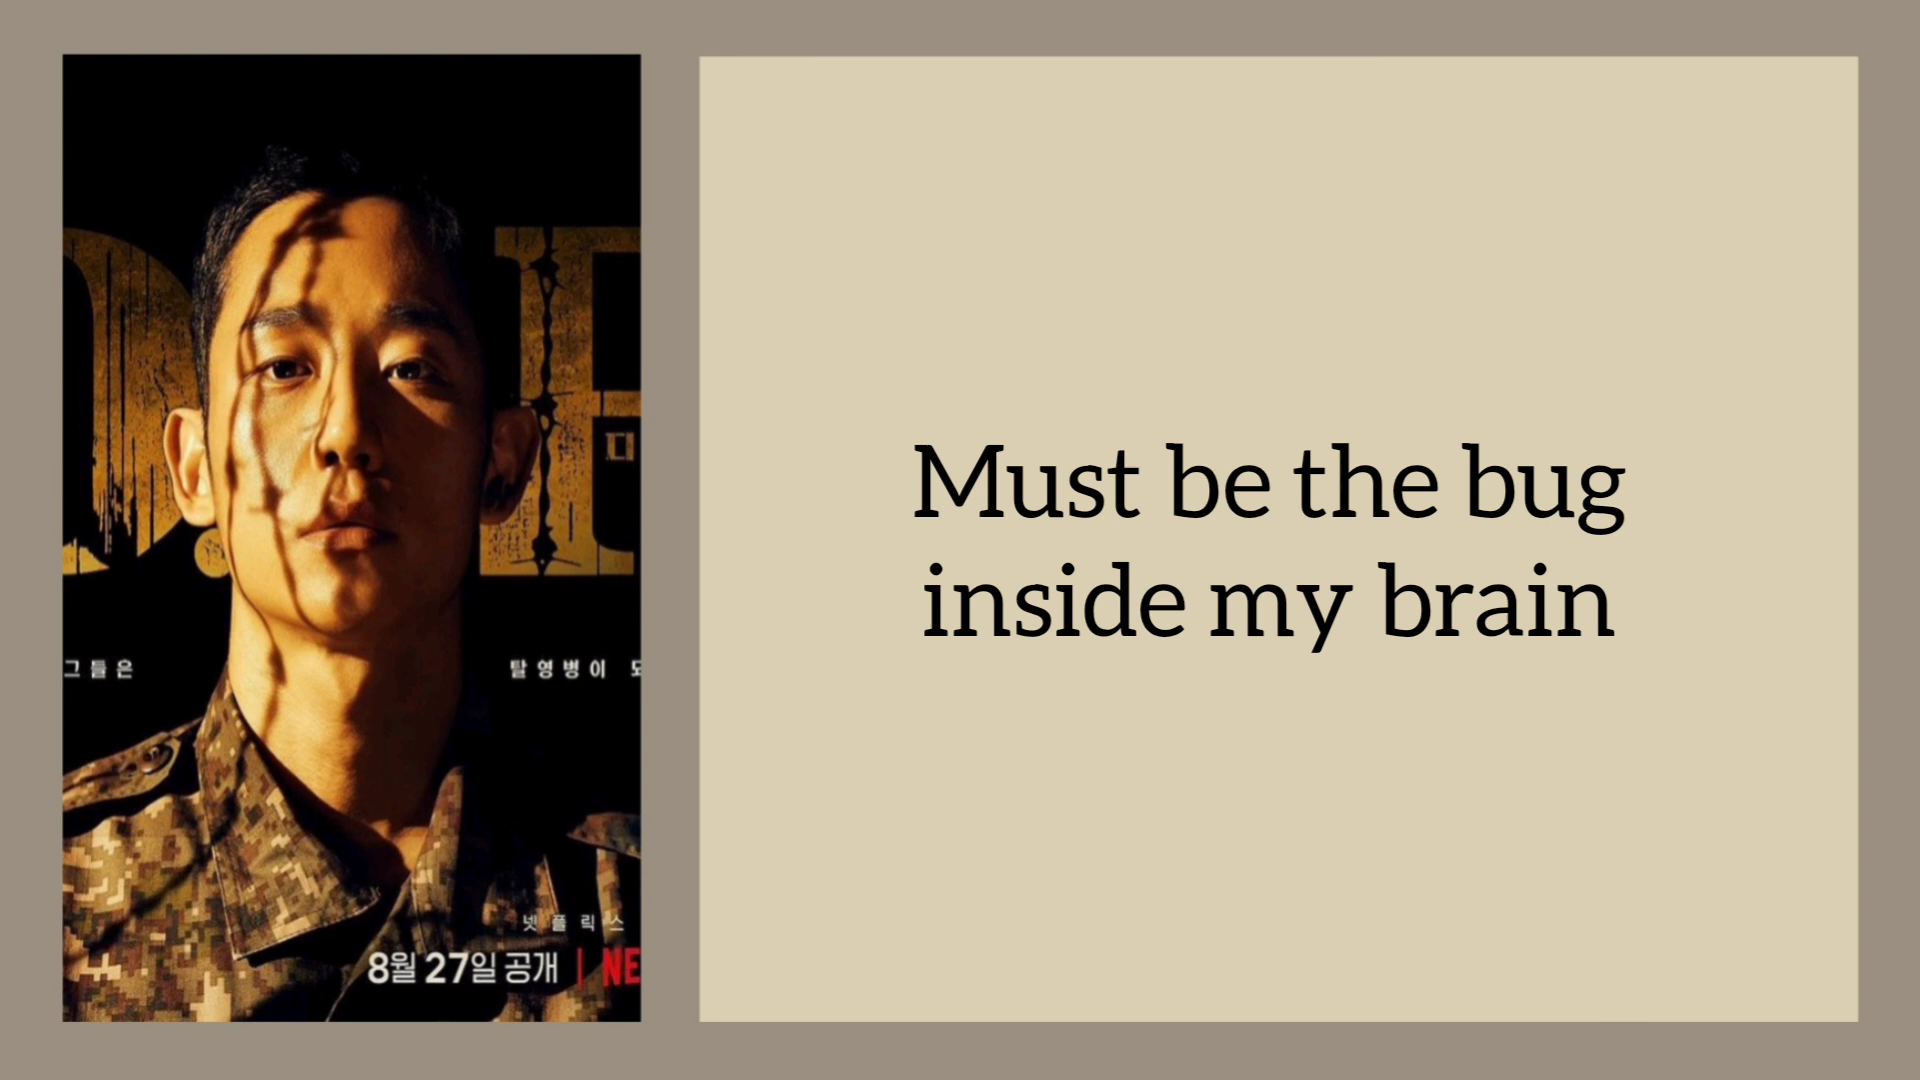 D.P
디
그들은
탈영병이
넷플릭스
8월 27일 공개 | NE
Must be the bug
inside my brain